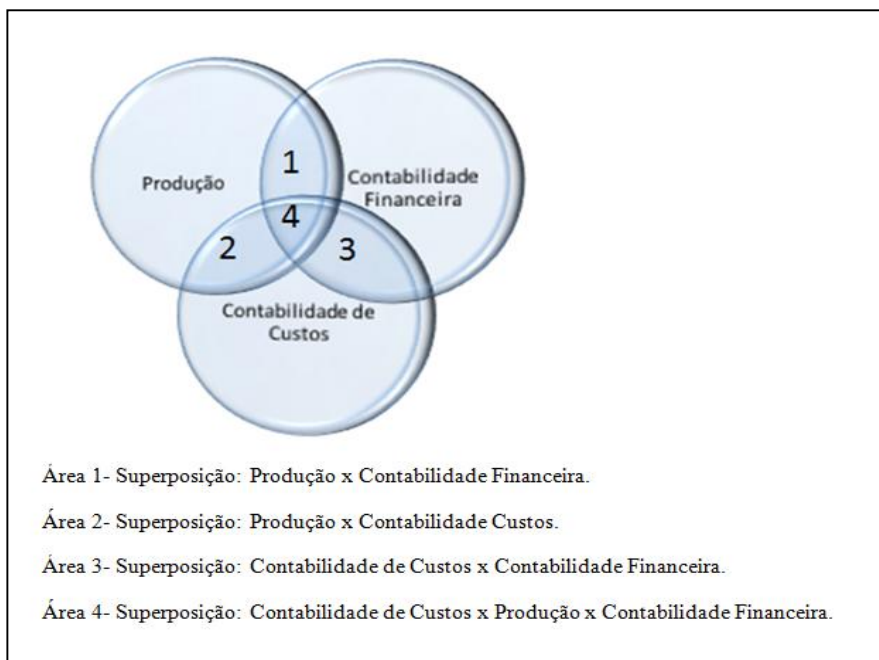 Produção
1
Contabilidade
Financeira
4
2
3
Contabilidade de
Custos
Área 1- Superposição: Produção x Contabilidade Financeira.
Área 2- Superposição: Produção x Contabilidade Custos.
Área 3- Superposição: Contabilidade de Custos x Contabilidade Financeira.
Área 4- Superposição: Contabilidade de Custos x Produção x Contabilidade Financeira.